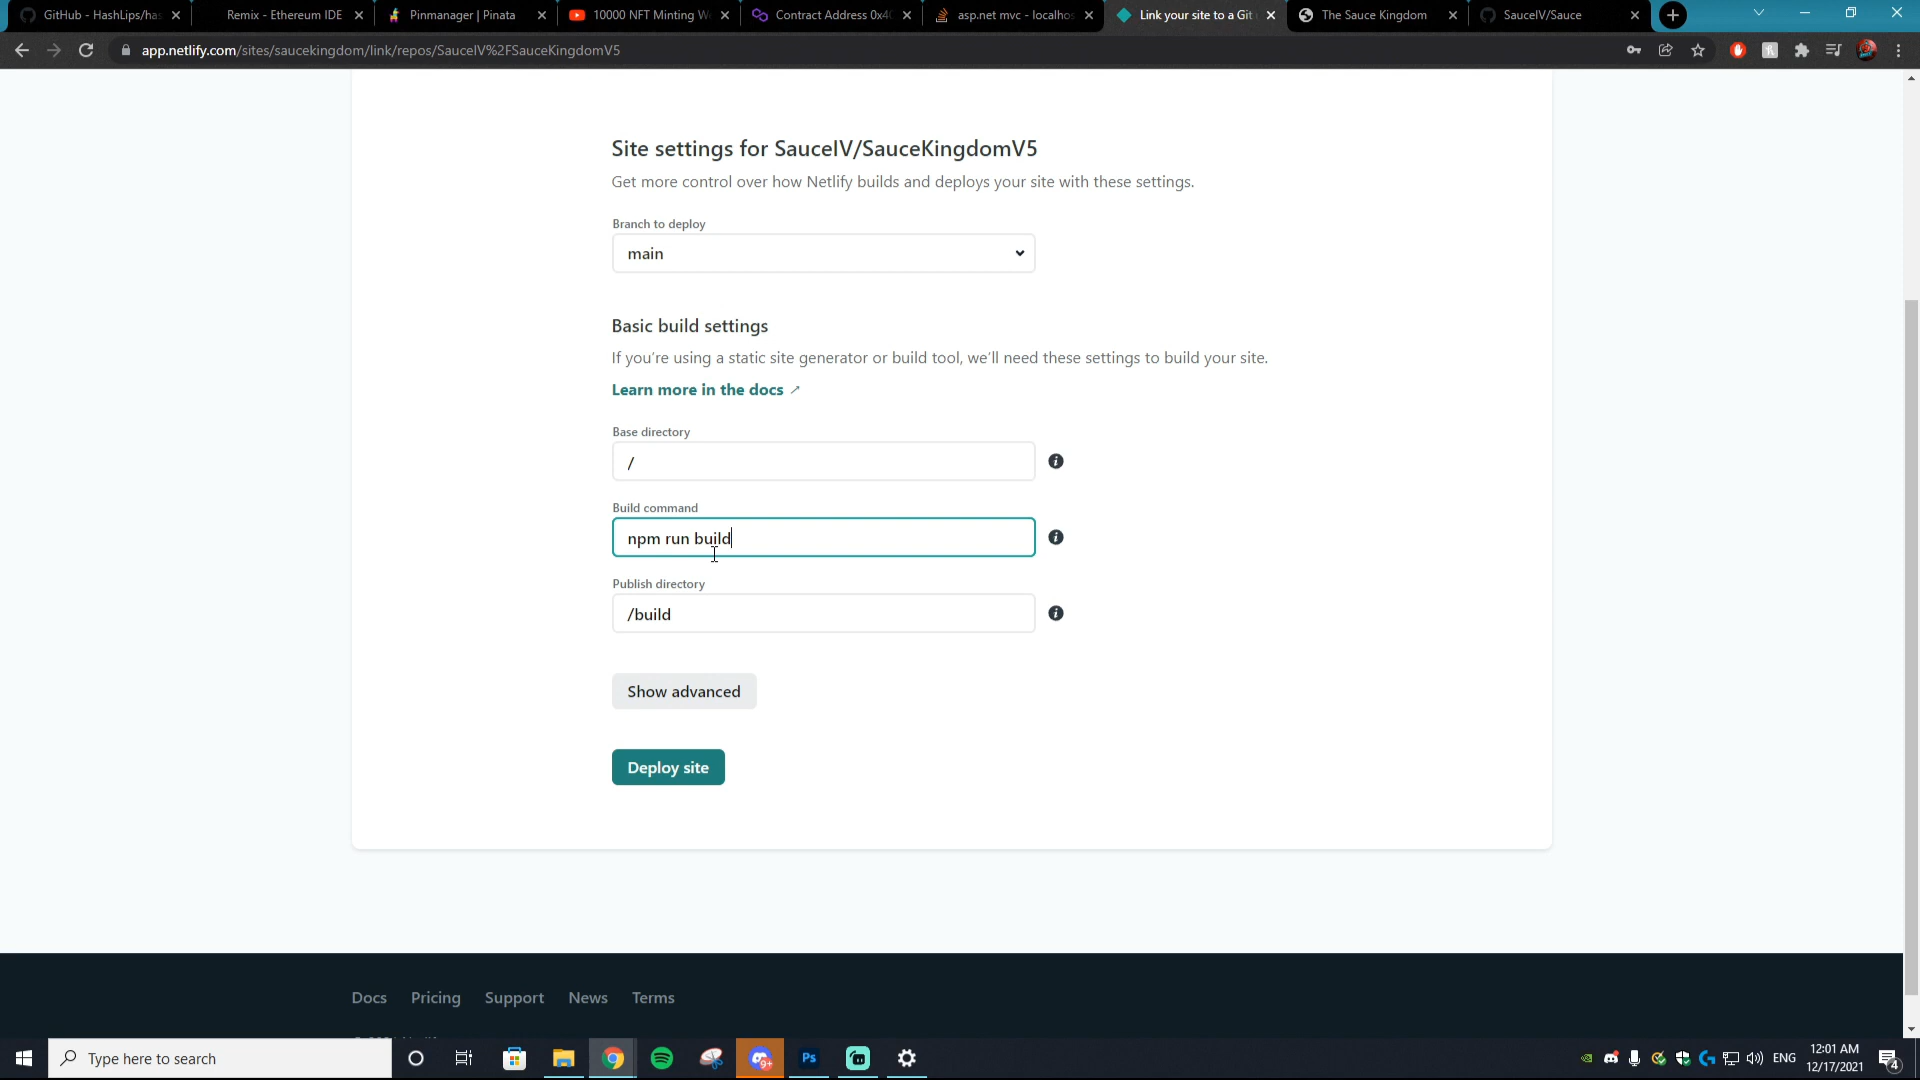 GitHub - HashLips/has
Remix - Ethereum IDE
Pinmanager | Pinata
10000 NFT Minting W
Contract Address 0x4
asp.net mvc - localhos
Link your site to a Git
The Sauce Kingdom
SauceIV/Sauce
app.netlify.com/sites/saucekingdom/link/repos/SauceIV%2FSauceKingdomV5
Site settings for SauceIV/SauceKingdomV5
Get more control over how Netlify builds and deploys your site with these settings.
Branch to deploy
main
Basic build settings
If you're using a static site generator or build tool, we'll need these settings to build your site.
Learn more in the docs ↗
Base directory
/
Build command
npm run build
Publish directory
/build
Show advanced
Deploy site
Docs Pricing Support News Terms
Type here to search
9+
Ps
ENG
12:01 AM
12/17/2021
4